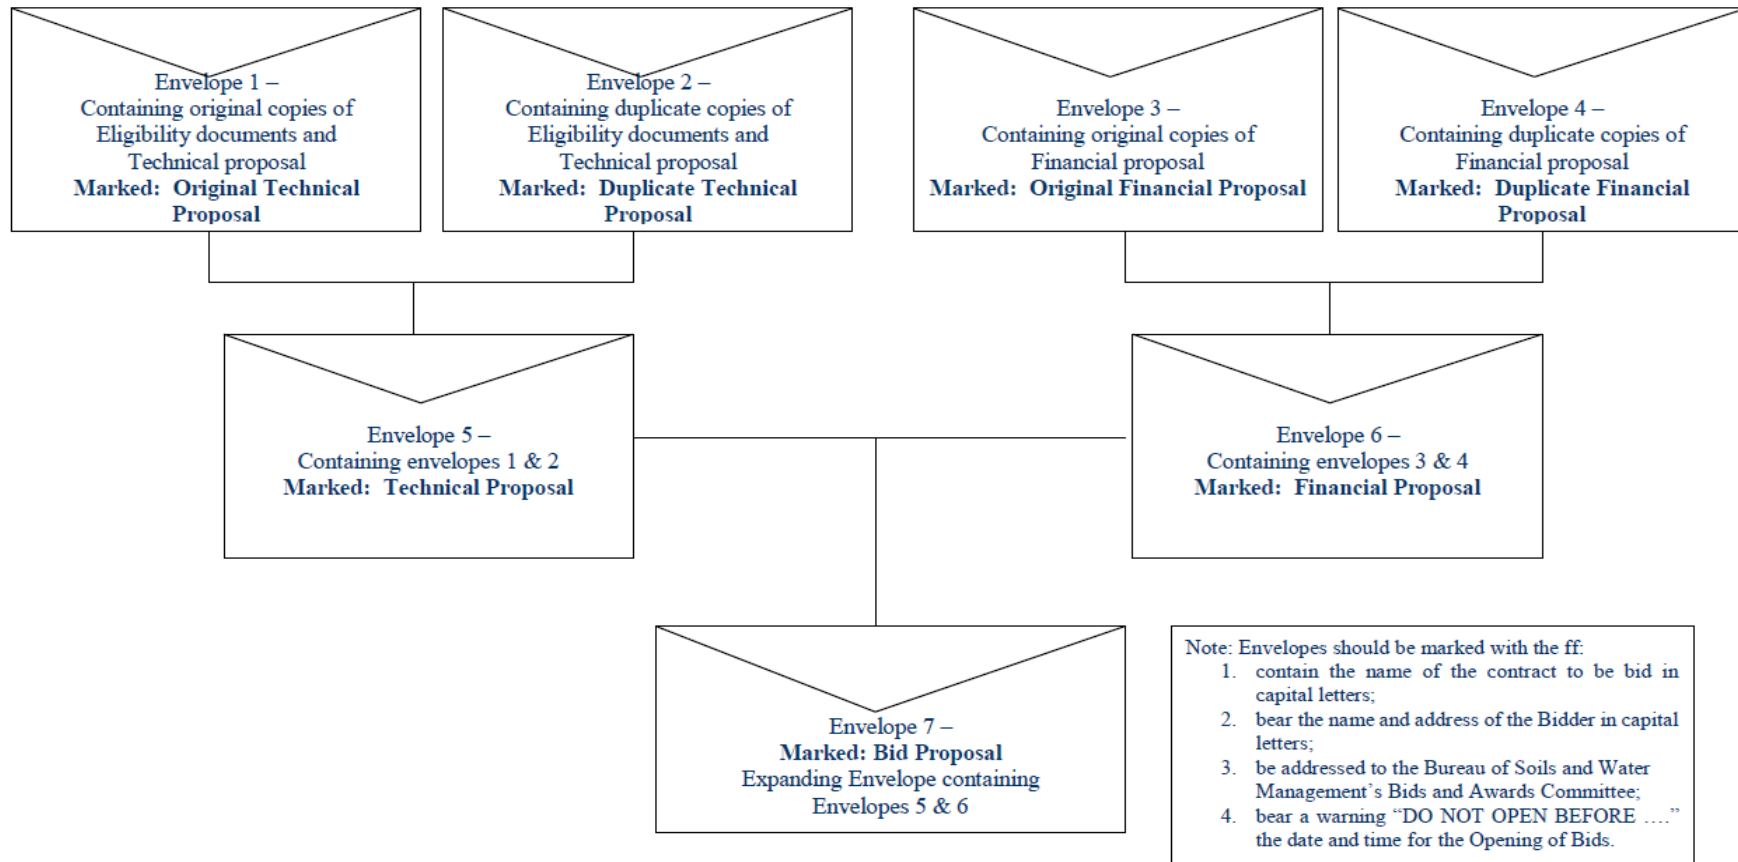 Envelope 1 –
Containing original copies of
Eligibility documents and
Technical proposal
Marked: Original Technical
Proposal
Envelope 2 –
Containing duplicate copies of
Eligibility documents and
Technical proposal
Marked: Duplicate Technical
Proposal
Envelope 3 –
Containing original copies of
Financial proposal
Marked: Original Financial Proposal
Envelope 4 –
Containing duplicate copies of
Financial proposal
Marked: Duplicate Financial
Proposal
Envelope 5 –
Containing envelopes 1 & 2
Marked: Technical Proposal
Envelope 6 –
Containing envelopes 3 & 4
Marked: Financial Proposal
Envelope 7 –
Marked: Bid Proposal
Expanding Envelope containing
Envelopes 5 & 6
Note: Envelopes should be marked with the ff:
1. contain the name of the contract to be bid in
capital letters;
2. bear the name and address of the Bidder in capital
letters;
3. be addressed to the Bureau of Soils and Water
Management’s Bids and Awards Committee;
4. bear a warning “DO NOT OPEN BEFORE ….”
the date and time for the Opening of Bids.